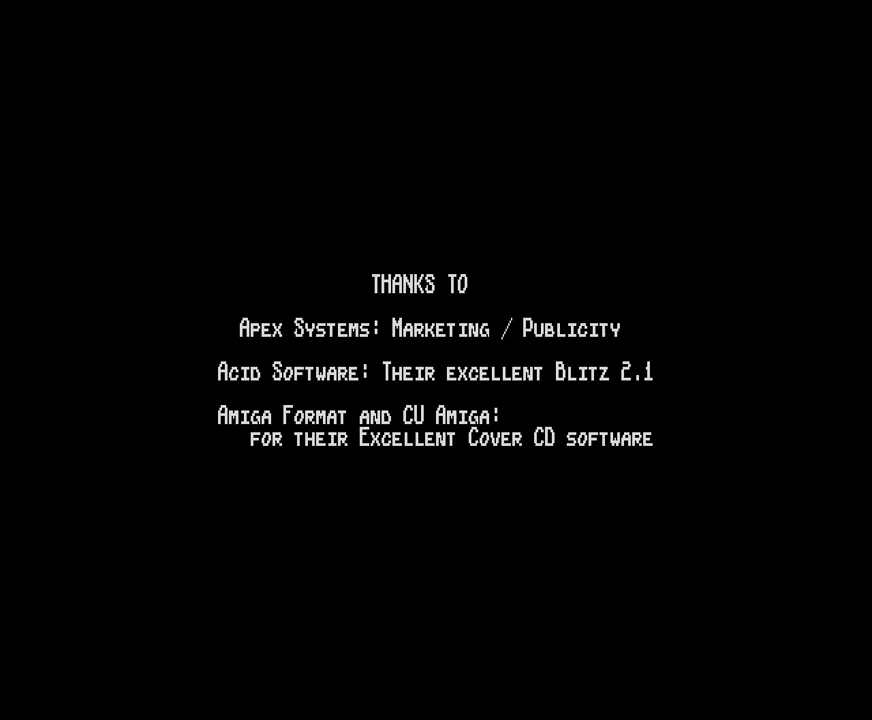 THANKS TO
Apex Systems: Marketing / Publicity
Acid Software: Their excellent Blitz 2.1
Amiga Format and CU Amiga:
for their Excellent Cover CD software